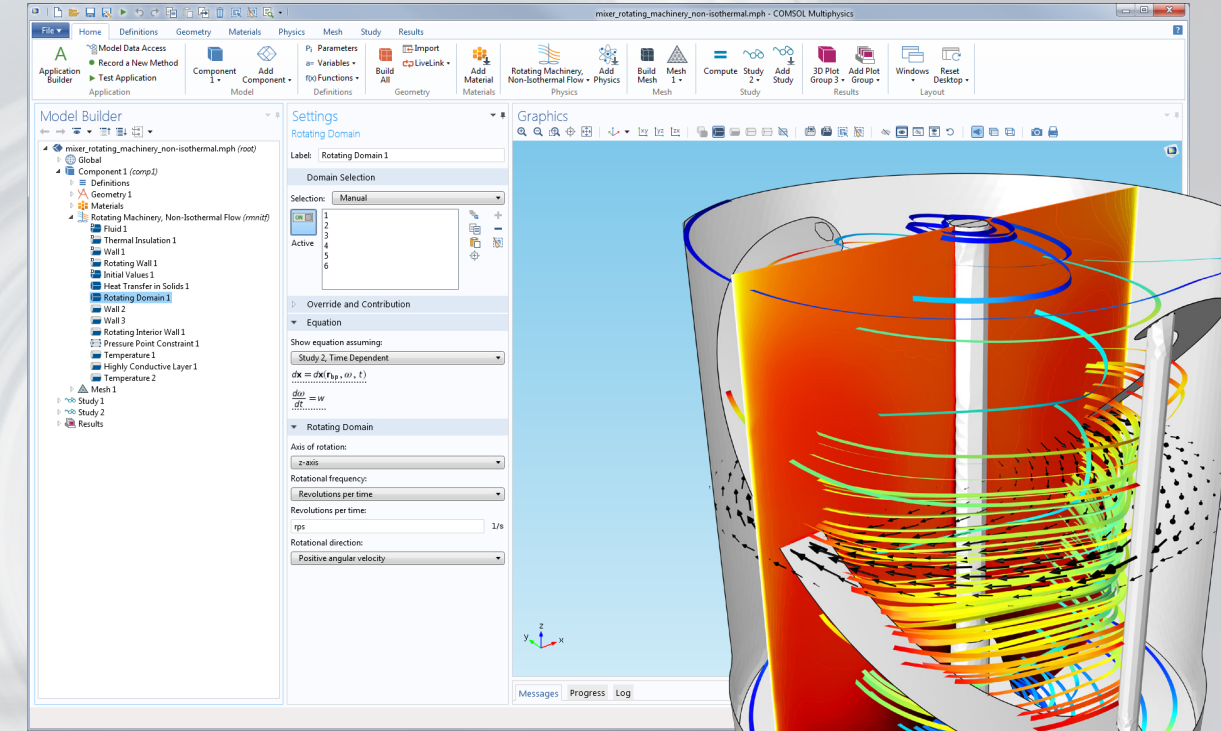 mixer_rotating_machinery_non-isothermal.mph - COMSOL Multiphysics
File Home Definitions Geometry Materials Physics Mesh Study Results
Application Builder
Model Data Access
Record a New Method
Test Application
Application
Component 1
Add Component
Model
Pi Parameters
a= Variables
f(x) Functions
Definitions
Build All
Import
LiveLink
Geometry
Add Material
Materials
Rotating Machinery, Non-Isothermal Flow
Add Physics
Physics
Build Mesh
Mesh 1
Mesh
Compute
Study 2
Add Study
Study
3D Plot Group 3
Add Plot Group
Results
Windows
Reset Desktop
Layout
Model Builder
mixer_rotating_machinery_non-isothermal.mph (root)
Global
Component 1 (comp1)
Definitions
Geometry 1
Materials
Rotating Machinery, Non-Isothermal Flow (rmnitf)
Fluid 1
Thermal Insulation 1
Wall 1
Rotating Wall 1
Initial Values 1
Heat Transfer in Solids 1
Rotating Domain 1
Wall 2
Wall 3
Rotating Interior Wall 1
Pressure Point Constraint 1
Temperature 1
Highly Conductive Layer 1
Temperature 2
Mesh 1
Study 1
Study 2
Results
Settings
Rotating Domain
Label: Rotating Domain 1
Domain Selection
Selection: Manual
ON
Active
1
2
3
4
5
6
Override and Contribution
Equation
Show equation assuming:
Study 2, Time Dependent
dx = dx(r_bp, ω, t)
dω/dt = w
Rotating Domain
Axis of rotation:
z-axis
Rotational frequency:
Revolutions per time
Revolutions per time:
rps 1/s
Rotational direction:
Positive angular velocity
Graphics
z
y
x
Messages Progress Log